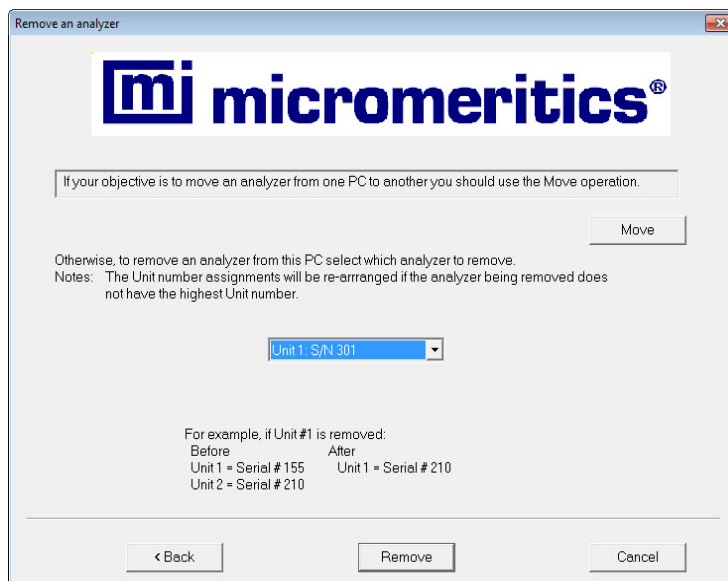 Remove an analyzer
mi micromeritics®
If your objective is to move an analyzer from one PC to another you should use the Move operation.
Move
Otherwise, to remove an analyzer from this PC select which analyzer to remove.
Notes: The Unit number assignments will be re-arrranged if the analyzer being removed does
not have the highest Unit number.
Unit 1: S/N 301
For example, if Unit #1 is removed:
Before After
Unit 1 = Serial # 155 Unit 1 = Serial # 210
Unit 2 = Serial # 210
< Back Remove Cancel